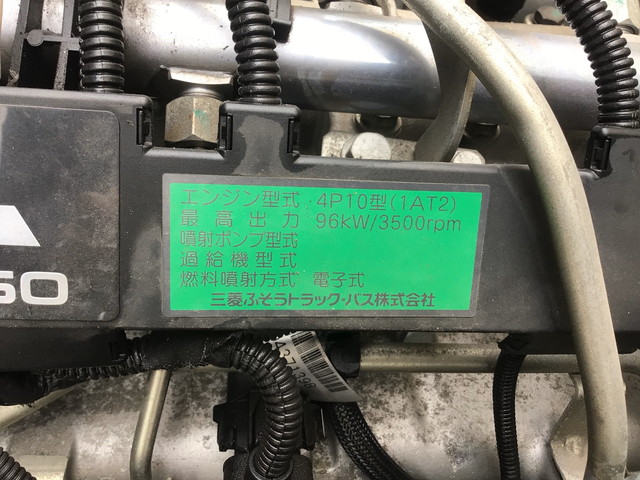 エンジン型式 4P10型(1AT2)
最高出力 96kW/3500rpm
噴射ポンプ型式
過給機型式
燃料噴射方式 電子式
三菱ふそうトラック・バス株式会社